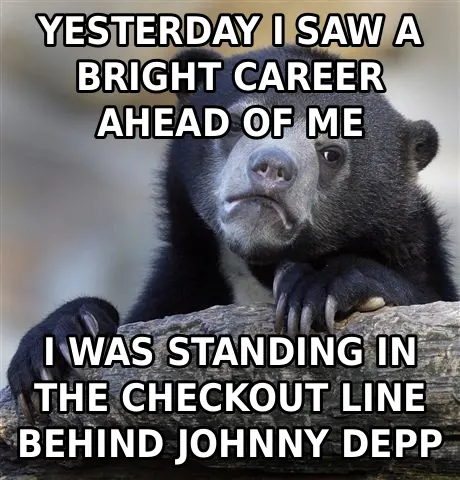 YESTERDAY I SAW A
BRIGHT CAREER
AHEAD OF ME
I WAS STANDING IN
THE CHECKOUT LINE
BEHIND JOHNNY DEPP